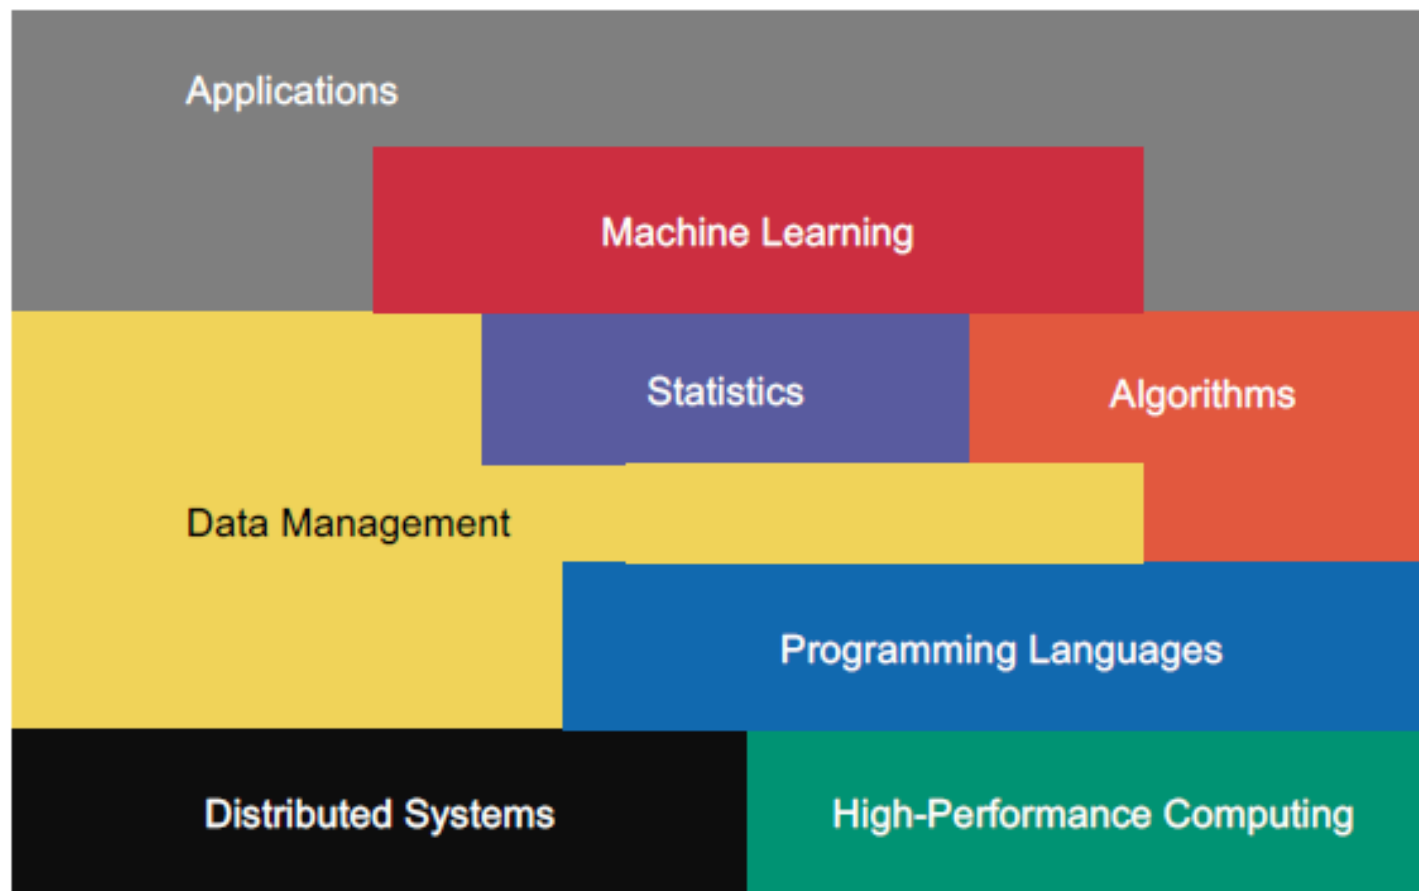 Applications
Machine Learning
Statistics
Algorithms
Data Management
Programming Languages
Distributed Systems
High-Performance Computing